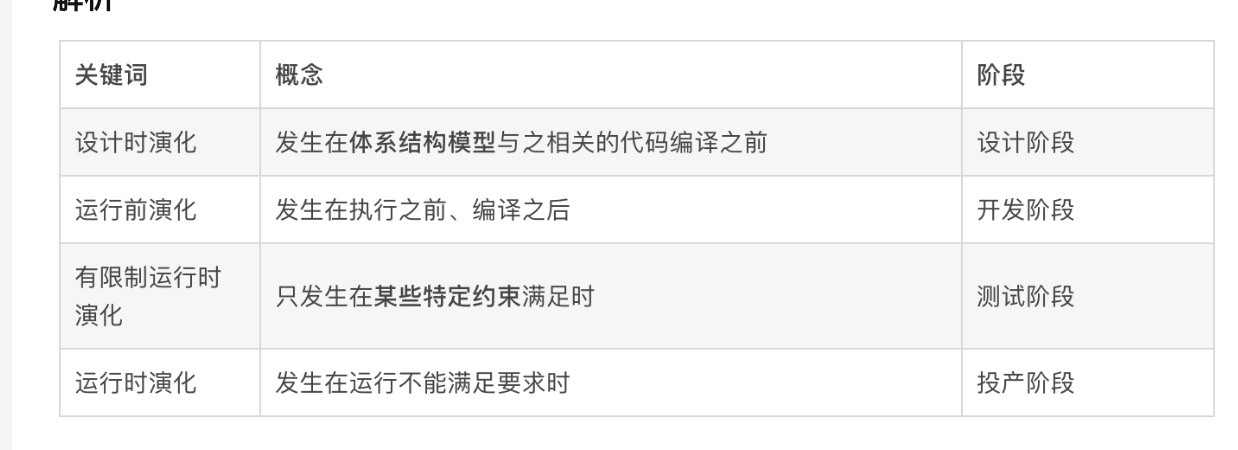 解析
关键词 概念 阶段
设计时演化 发生在体系结构模型与之相关的代码编译之前 设计阶段
运行前演化 发生在执行之前、编译之后 开发阶段
有限制运行时
演化 只发生在某些特定约束满足时 测试阶段
运行时演化 发生在运行不能满足要求时 投产阶段